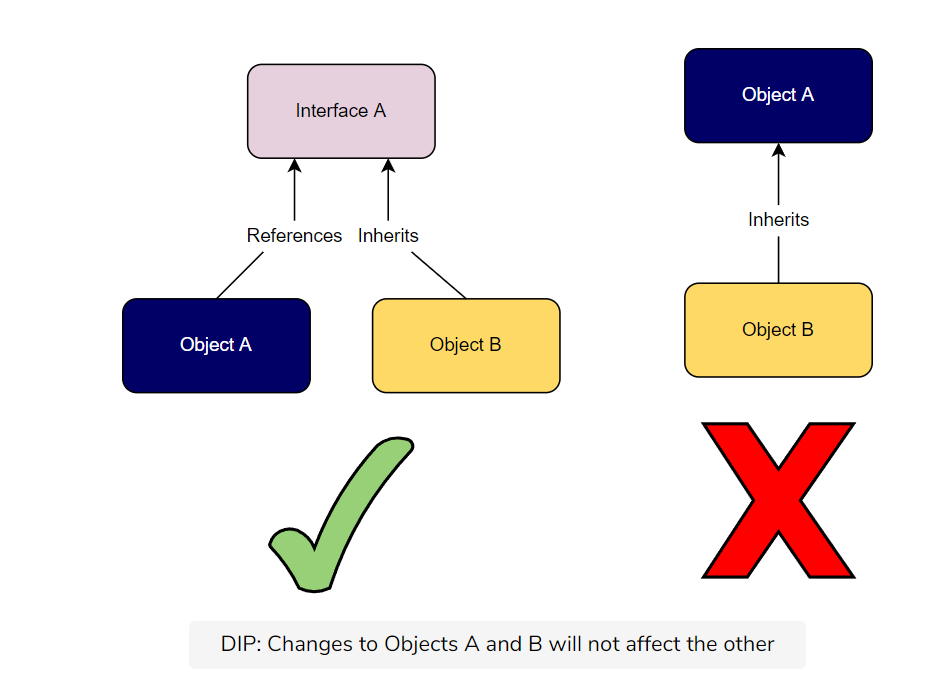 Interface A
References
Inherits
Object A
Object B
Object A
Inherits
Object B
DIP: Changes to Objects A and B will not affect the other